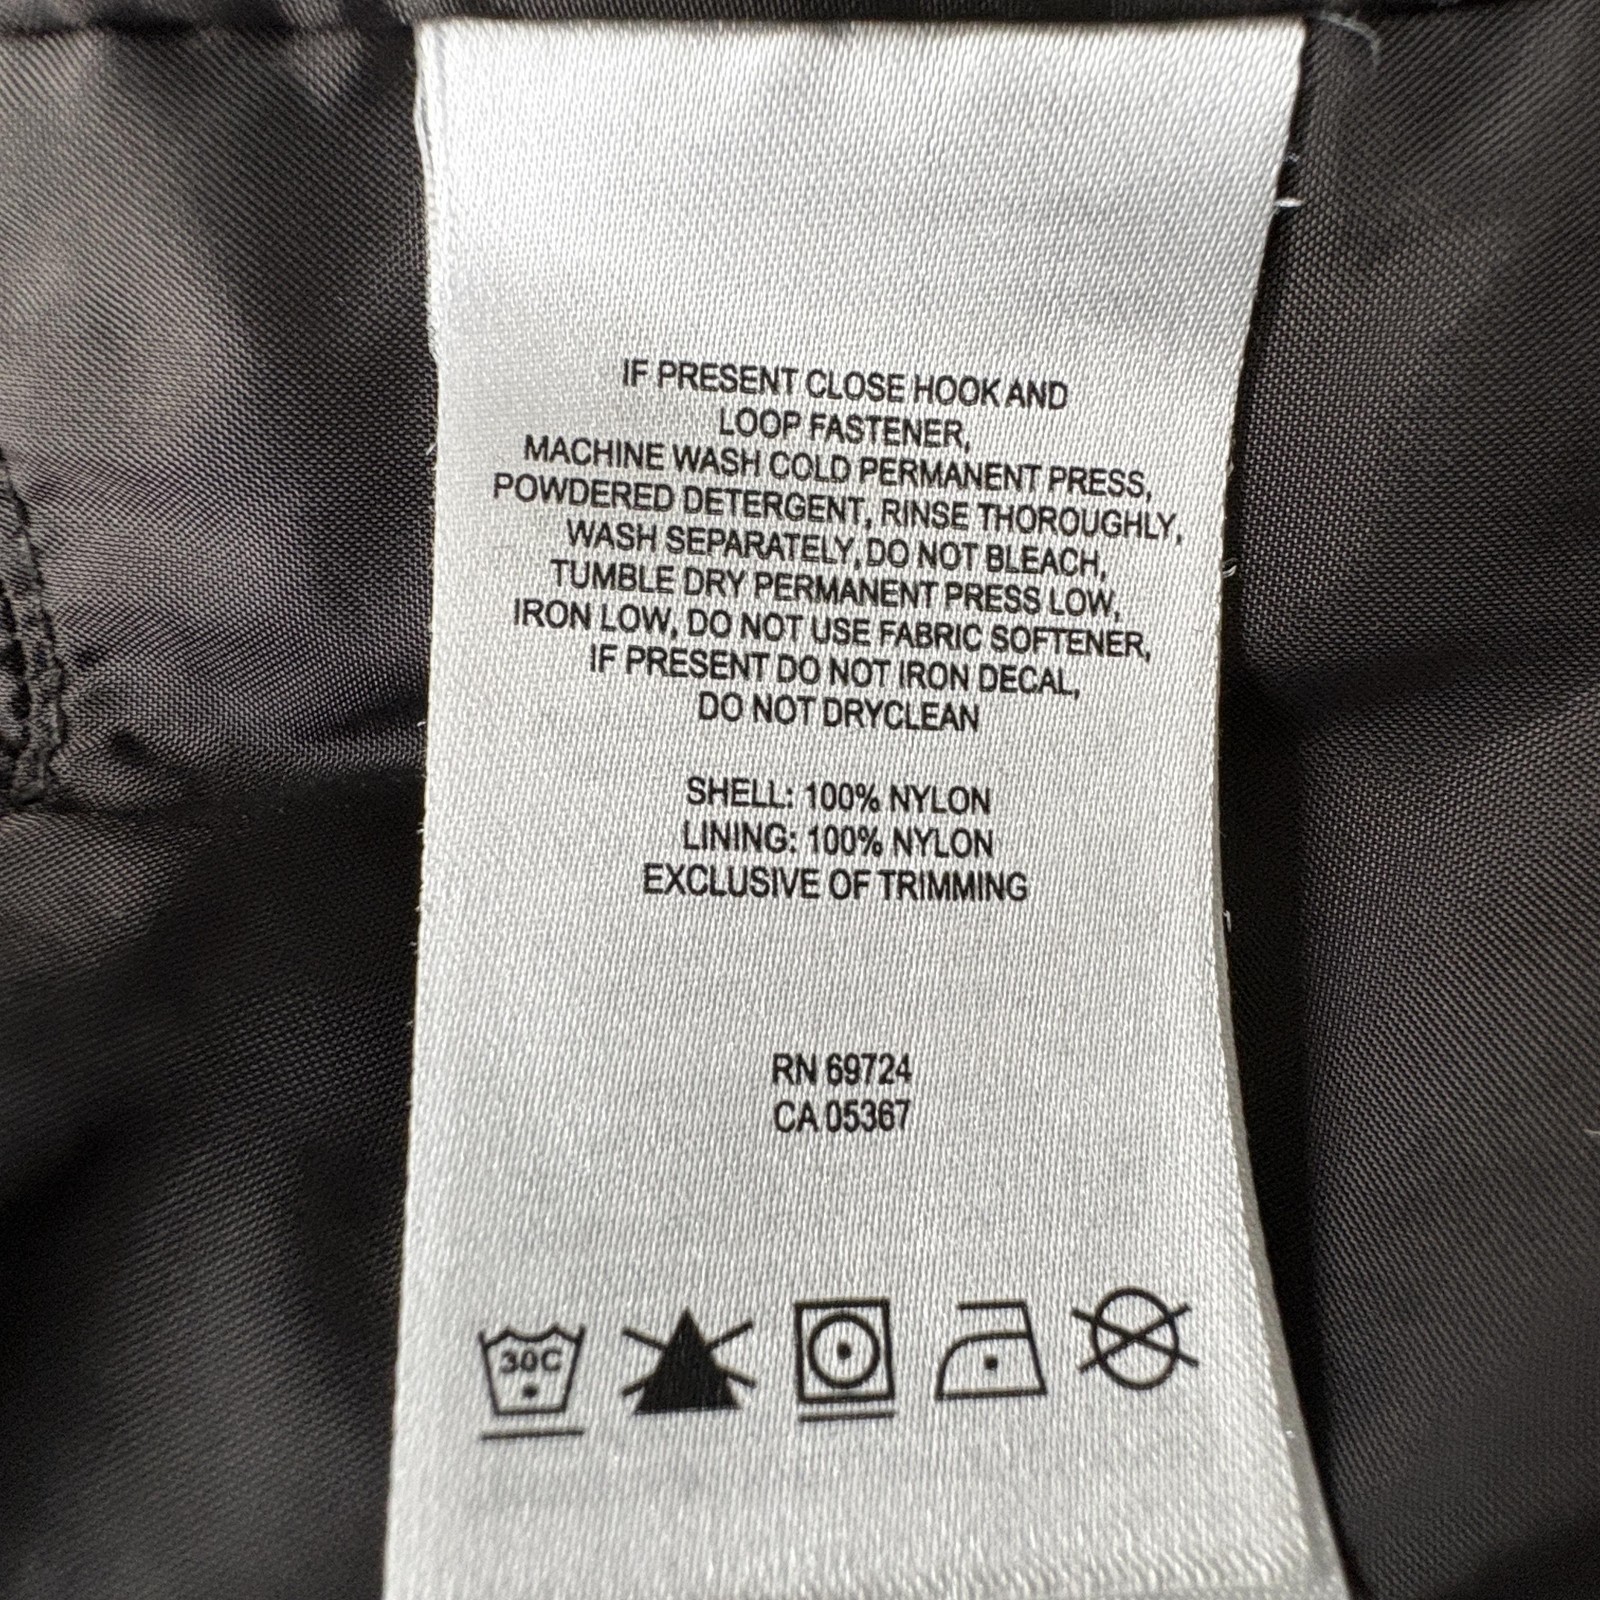 IF PRESENT CLOSE HOOK AND
LOOP FASTENER,
MACHINE WASH COLD PERMANENT PRESS,
POWDERED DETERGENT, RINSE THOROUGHLY,
WASH SEPARATELY, DO NOT BLEACH,
TUMBLE DRY PERMANENT PRESS LOW,
IRON LOW, DO NOT USE FABRIC SOFTENER,
IF PRESENT DO NOT IRON DECAL,
DO NOT DRYCLEAN
SHELL: 100% NYLON
LINING: 100% NYLON
EXCLUSIVE OF TRIMMING
RN 69724
CA 05367
30C